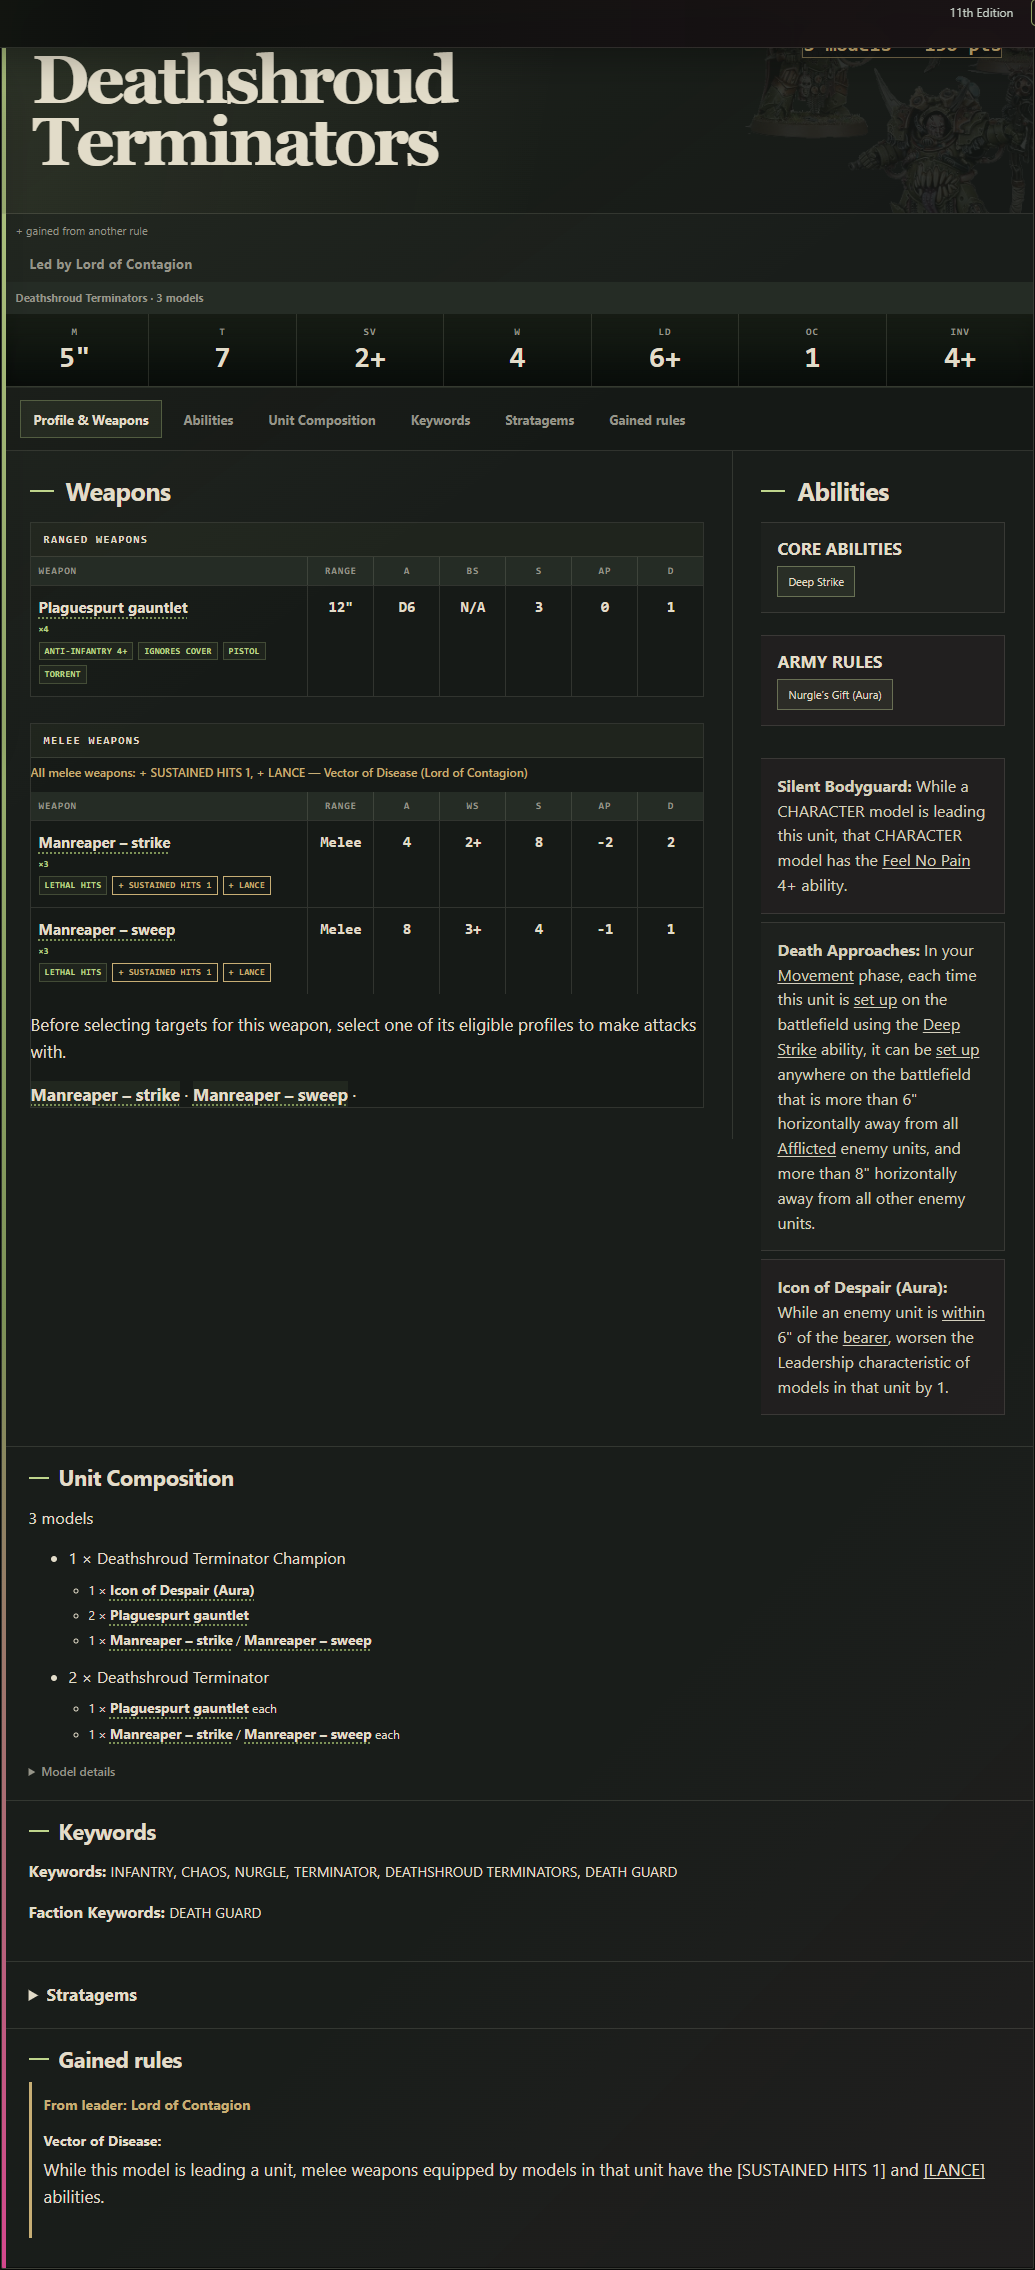 11th Edition
Deathshroud
Terminators
+ gained from another rule
Led by Lord of Contagion
Deathshroud Terminators · 3 models
M T SV W LD OC INV
5" 7 2+ 4 6+ 1 4+
Profile & Weapons Abilities Unit Composition Keywords Stratagems Gained rules
Weapons
RANGED WEAPONS
WEAPON RANGE A BS S AP D
Plaguespurt gauntlet 12" D6 N/A 3 0 1
×4
ANTI-INFANTRY 4+ IGNORES COVER PISTOL
TORRENT
MELEE WEAPONS
All melee weapons: + SUSTAINED HITS 1, + LANCE — Vector of Disease (Lord of Contagion)
WEAPON RANGE A WS S AP D
Manreaper – strike Melee 4 2+ 8 -2 2
×3
LETHAL HITS + SUSTAINED HITS 1 + LANCE
Manreaper – sweep Melee 8 3+ 4 -1 1
×3
LETHAL HITS + SUSTAINED HITS 1 + LANCE
Before selecting targets for this weapon, select one of its eligible profiles to make attacks
with.
Manreaper – strike · Manreaper – sweep ·
Abilities
CORE ABILITIES
Deep Strike
ARMY RULES
Nurgle's Gift (Aura)
Silent Bodyguard: While a
CHARACTER model is leading
this unit, that CHARACTER
model has the Feel No Pain
4+ ability.
Death Approaches: In your
Movement phase, each time
this unit is set up on the
battlefield using the Deep
Strike ability, it can be set up
anywhere on the battlefield
that is more than 6"
horizontally away from all
Afflicted enemy units, and
more than 8" horizontally
away from all other enemy
units.
Icon of Despair (Aura):
While an enemy unit is within
6" of the bearer, worsen the
Leadership characteristic of
models in that unit by 1.
Unit Composition
3 models
• 1 × Deathshroud Terminator Champion
◦ 1 × Icon of Despair (Aura)
◦ 2 × Plaguespurt gauntlet
◦ 1 × Manreaper – strike / Manreaper – sweep
• 2 × Deathshroud Terminator
◦ 1 × Plaguespurt gauntlet each
◦ 1 × Manreaper – strike / Manreaper – sweep each
▶ Model details
Keywords
Keywords: INFANTRY, CHAOS, NURGLE, TERMINATOR, DEATHSHROUD TERMINATORS, DEATH GUARD
Faction Keywords: DEATH GUARD
▶ Stratagems
Gained rules
From leader: Lord of Contagion
Vector of Disease:
While this model is leading a unit, melee weapons equipped by models in that unit have the [SUSTAINED HITS 1] and [LANCE]
abilities.